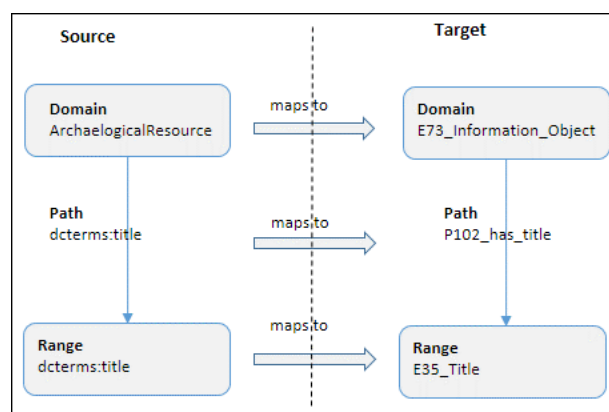 Source
Target
Domain
ArchaelogicalResource
maps to
Domain
E73_Information_Object
Path
dcterms:title
maps to
Path
P102_has_title
Range
dcterms:title
maps to
Range
E35_Title